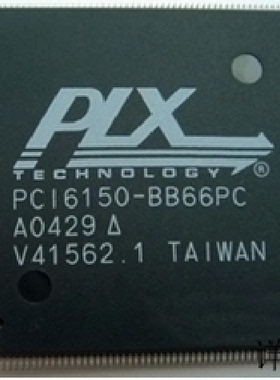 PLX
TECHNOLOGY
PCI6150-BB66PC
A0429 Δ
V41562.1 TAIWAN